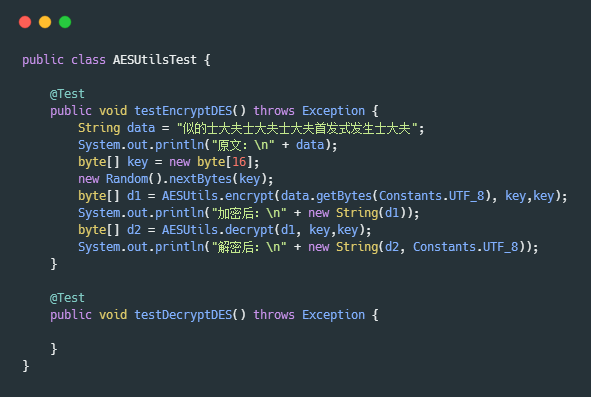 public class AESUtilsTest {
@Test
public void testEncryptDES() throws Exception {
String data = "似的士大夫士大夫士大夫首发式发生士大夫";
System.out.println("原文：\n" + data);
byte[] key = new byte[16];
new Random().nextBytes(key);
byte[] d1 = AESUtils.encrypt(data.getBytes(Constants.UTF_8), key,key);
System.out.println("加密后：\n" + new String(d1));
byte[] d2 = AESUtils.decrypt(d1, key,key);
System.out.println("解密后：\n" + new String(d2, Constants.UTF_8));
}
@Test
public void testDecryptDES() throws Exception {
}
}